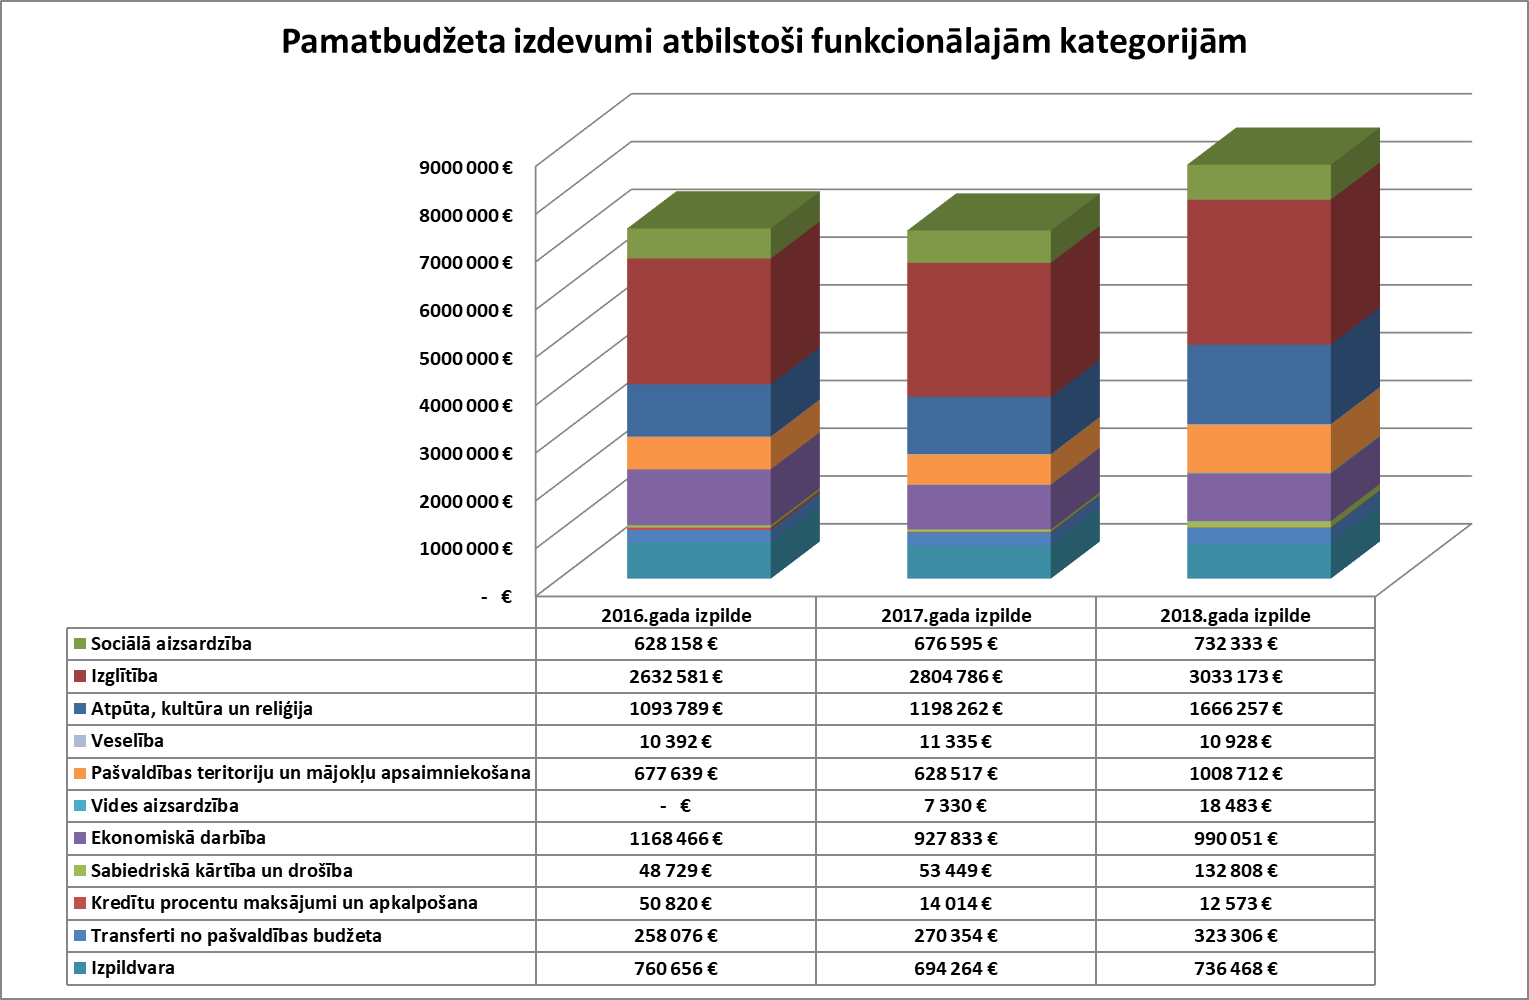 Pamatbudžeta izdevumi atbilstoši funkcionālajām kategorijām
9000 000 €
8000 000 €
7000 000 €
6000 000 €
5000 000 €
4000 000 €
3000 000 €
2000 000 €
1000 000 €
- €
2016.gada izpilde 2017.gada izpilde 2018.gada izpilde
Sociālā aizsardzība 628 158 € 676 595 € 732 333 €
Izglītība 2632 581 € 2804 786 € 3033 173 €
Atpūta, kultūra un reliģija 1093 789 € 1198 262 € 1666 257 €
Veselība 10 392 € 11 335 € 10 928 €
Pašvaldības teritoriju un mājokļu apsaimniekošana 677 639 € 628 517 € 1008 712 €
Vides aizsardzība - € 7 330 € 18 483 €
Ekonomiskā darbība 1168 466 € 927 833 € 990 051 €
Sabiedriskā kārtība un drošība 48 729 € 53 449 € 132 808 €
Kredītu procentu maksājumi un apkalpošana 50 820 € 14 014 € 12 573 €
Transferti no pašvaldības budžeta 258 076 € 270 354 € 323 306 €
Izpildvara 760 656 € 694 264 € 736 468 €